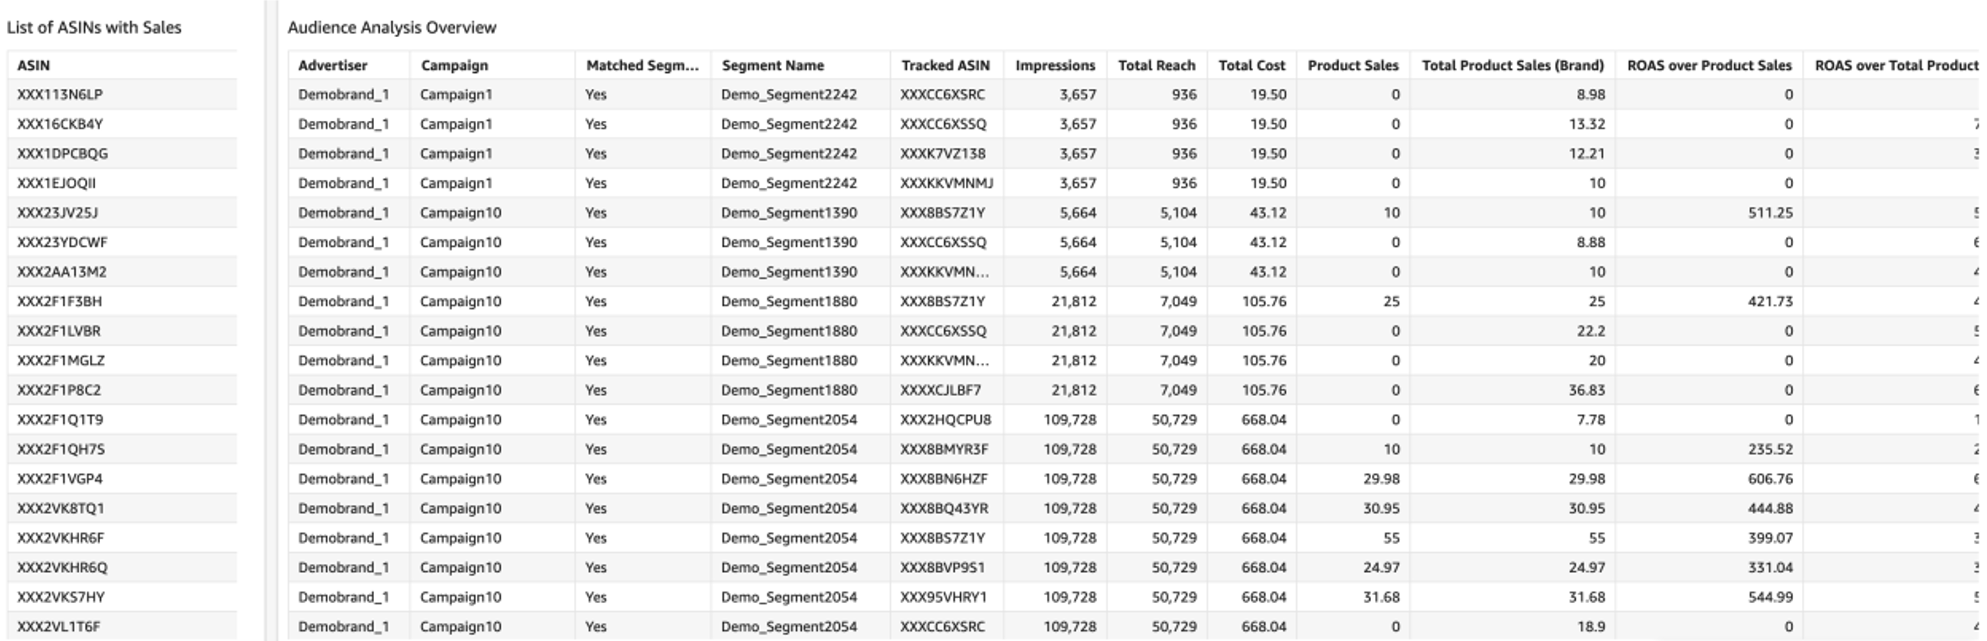 List of ASINs with Sales
ASIN
XXX113N6LP
XXX16CKB4Y
XXX1DPCBQG
XXX1EJOQII
XXX23JV25J
XXX23YDCWF
XXX2AA13M2
XXX2F1F3BH
XXX2F1LVBR
XXX2F1MGLZ
XXX2F1P8C2
XXX2F1Q1T9
XXX2F1QH7S
XXX2F1VGP4
XXX2VK8TQ1
XXX2VKHR6F
XXX2VKHR6Q
XXX2VKS7HY
XXX2VL1T6F
Audience Analysis Overview
Advertiser Campaign Matched Segm... Segment Name Tracked ASIN Impressions Total Reach Total Cost Product Sales Total Product Sales (Brand) ROAS over Product Sales ROAS over Total Product
Demobrand_1 Campaign1 Yes Demo_Segment2242 XXXCC6XSRC 3,657 936 19.50 0 8.98 0
Demobrand_1 Campaign1 Yes Demo_Segment2242 XXXCC6XSSQ 3,657 936 19.50 0 13.32 0
Demobrand_1 Campaign1 Yes Demo_Segment2242 XXXK7VZ138 3,657 936 19.50 0 12.21 0
Demobrand_1 Campaign1 Yes Demo_Segment2242 XXXKKVMNMJ 3,657 936 19.50 0 10 0
Demobrand_1 Campaign10 Yes Demo_Segment1390 XXX8BS7Z1Y 5,664 5,104 43.12 10 10 511.25
Demobrand_1 Campaign10 Yes Demo_Segment1390 XXXCC6XSSQ 5,664 5,104 43.12 0 8.88 0
Demobrand_1 Campaign10 Yes Demo_Segment1390 XXXKKVMN... 5,664 5,104 43.12 0 10 0
Demobrand_1 Campaign10 Yes Demo_Segment1880 XXX8BS7Z1Y 21,812 7,049 105.76 25 25 421.73
Demobrand_1 Campaign10 Yes Demo_Segment1880 XXXCC6XSSQ 21,812 7,049 105.76 0 22.2 0
Demobrand_1 Campaign10 Yes Demo_Segment1880 XXXKKVMN... 21,812 7,049 105.76 0 20 0
Demobrand_1 Campaign10 Yes Demo_Segment1880 XXXXCJLBF7 21,812 7,049 105.76 0 36.83 0
Demobrand_1 Campaign10 Yes Demo_Segment2054 XXX2HQCPU8 109,728 50,729 668.04 0 7.78 0
Demobrand_1 Campaign10 Yes Demo_Segment2054 XXX8BMYR3F 109,728 50,729 668.04 10 10 235.52
Demobrand_1 Campaign10 Yes Demo_Segment2054 XXX8BN6HZF 109,728 50,729 668.04 29.98 29.98 606.76
Demobrand_1 Campaign10 Yes Demo_Segment2054 XXX8BQ43YR 109,728 50,729 668.04 30.95 30.95 444.88
Demobrand_1 Campaign10 Yes Demo_Segment2054 XXX8BS7Z1Y 109,728 50,729 668.04 55 55 399.07
Demobrand_1 Campaign10 Yes Demo_Segment2054 XXX8BVP9S1 109,728 50,729 668.04 24.97 24.97 331.04
Demobrand_1 Campaign10 Yes Demo_Segment2054 XXX95VHRY1 109,728 50,729 668.04 31.68 31.68 544.99
Demobrand_1 Campaign10 Yes Demo_Segment2054 XXXCC6XSRC 109,728 50,729 668.04 0 18.9 0